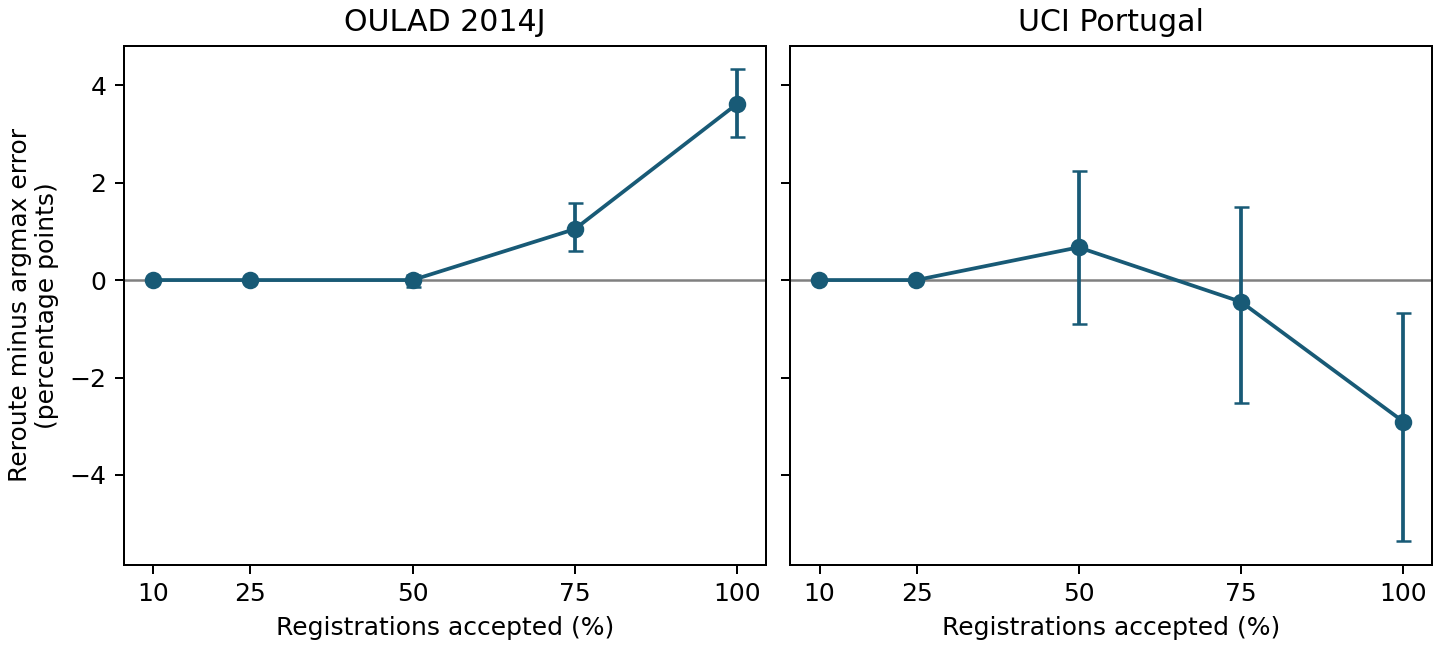 OULAD 2014J
UCI Portugal
Reroute minus argmax error
(percentage points)
4
2
0
−2
−4
10 25 50 75 100
10 25 50 75 100
Registrations accepted (%)
Registrations accepted (%)